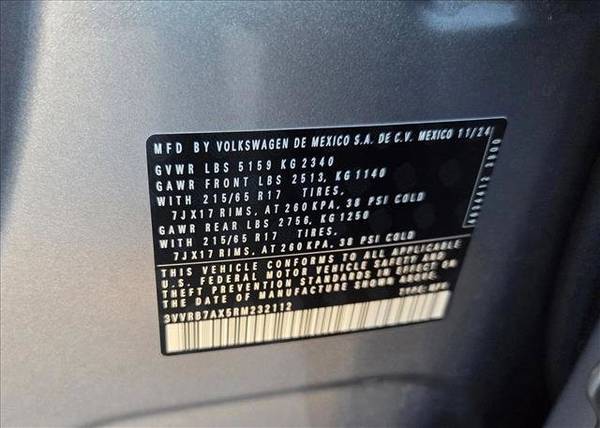 MFD BY VOLKSWAGEN DE MEXICO S.A. DE C.V. MEXICO 11/24
GVWR LBS 5159 KG 2340
GAWR FRONT LBS 2513, KG 1140
WITH 215/65 R17 TIRES.
7JX17 RIMS, AT 260 KPA, 38 PSI COLD
GAWR REAR LBS 2756, KG 1250
WITH 215/65 R17 TIRES.
7JX17 RIMS, AT 260 KPA, 38 PSI COLD
THIS VEHICLE CONFORMS TO ALL APPLICABLE
U.S. FEDERAL MOTOR VEHICLE SAFETY AND
THEFT PREVENTION STANDARDS IN EFFECT ON
THE DATE OF MANUFACTURE SHOWN ABOVE.
3VVRB7AX5RM232112
TYPE: MPV